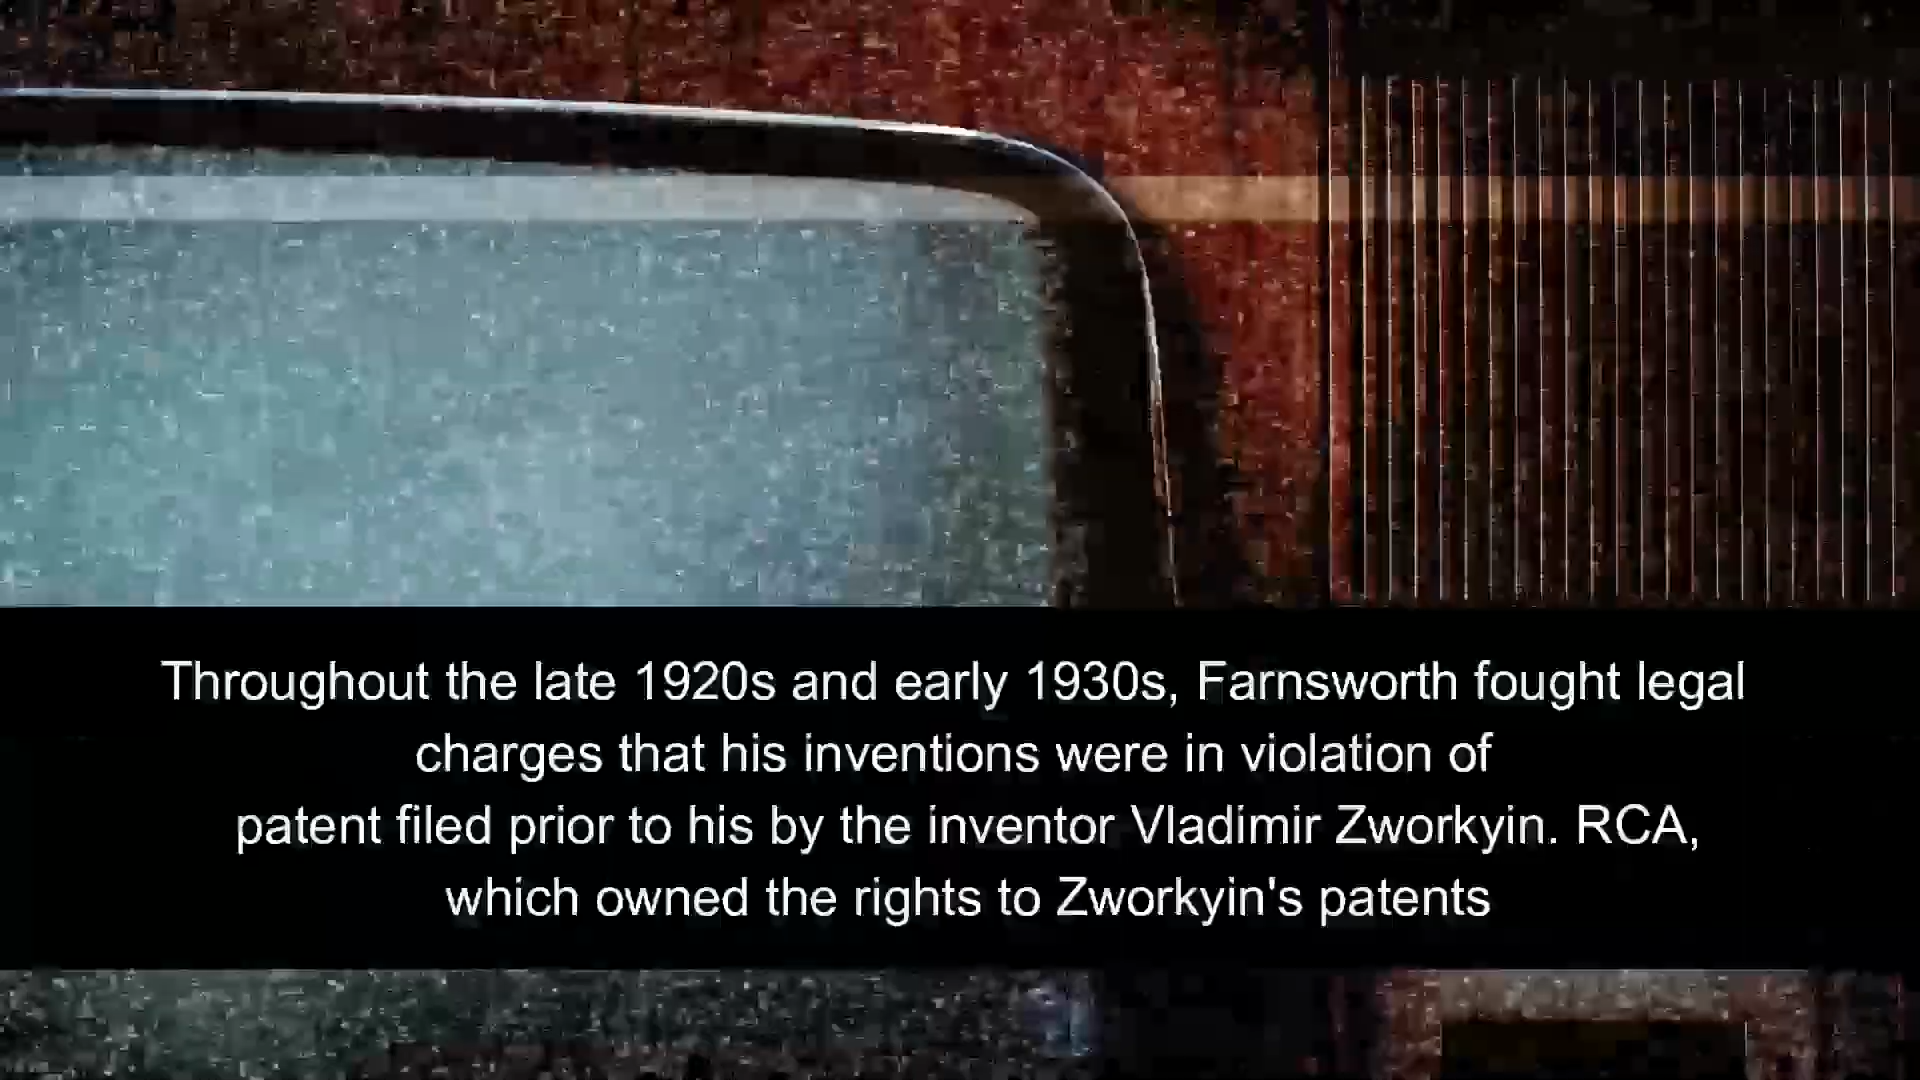 Throughout the late 1920s and early 1930s, Farnsworth fought legal
charges that his inventions were in violation of
patent filed prior to his by the inventor Vladimir Zworkyin. RCA,
which owned the rights to Zworkyin's patents